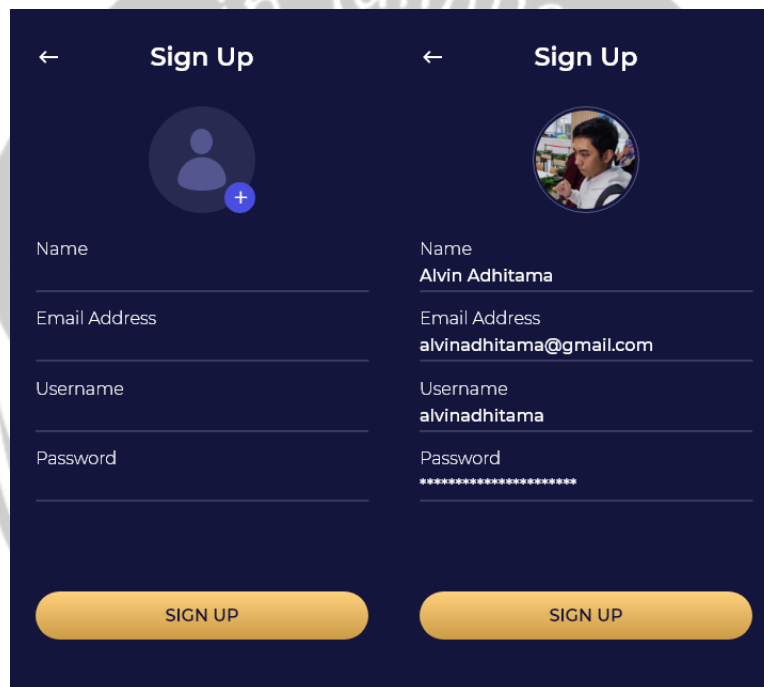 Sign Up
Name
Email Address
Username
Password
SIGN UP
Sign Up
Name
Alvin Adhitama
Email Address
alvinadhitama@gmail.com
Username
alvinadhitama
Password
**********************
SIGN UP